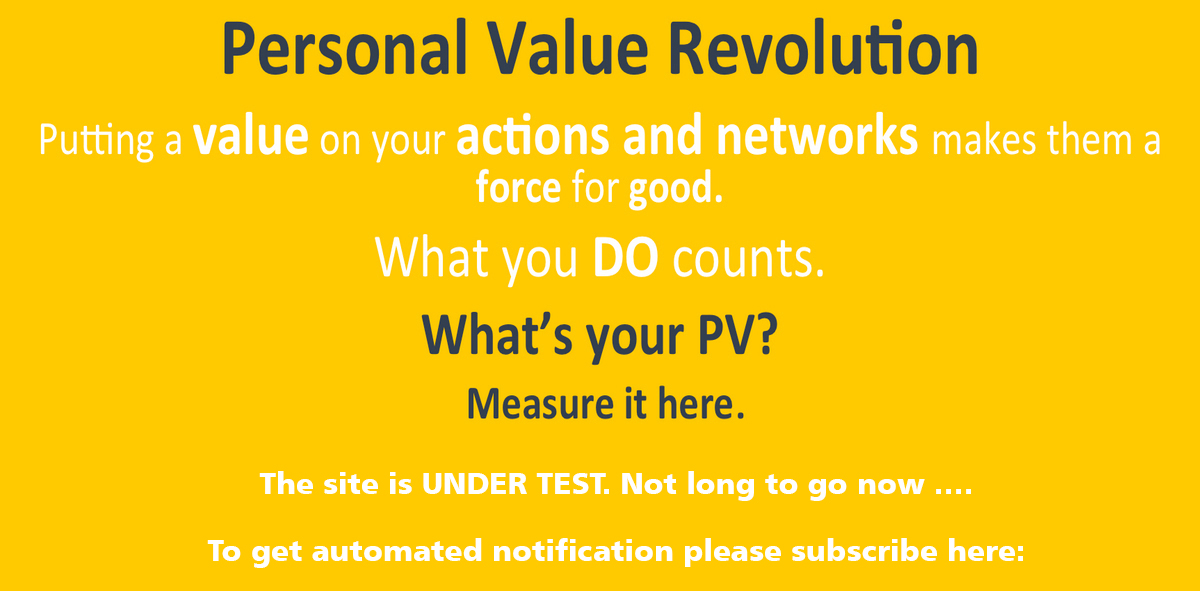 Personal Value Revolution
Putting a value on your actions and networks makes them a
force for good.
What you DO counts.
What's your PV?
Measure it here.
The site is UNDER TEST. Not long to go now ....
To get automated notification please subscribe here: